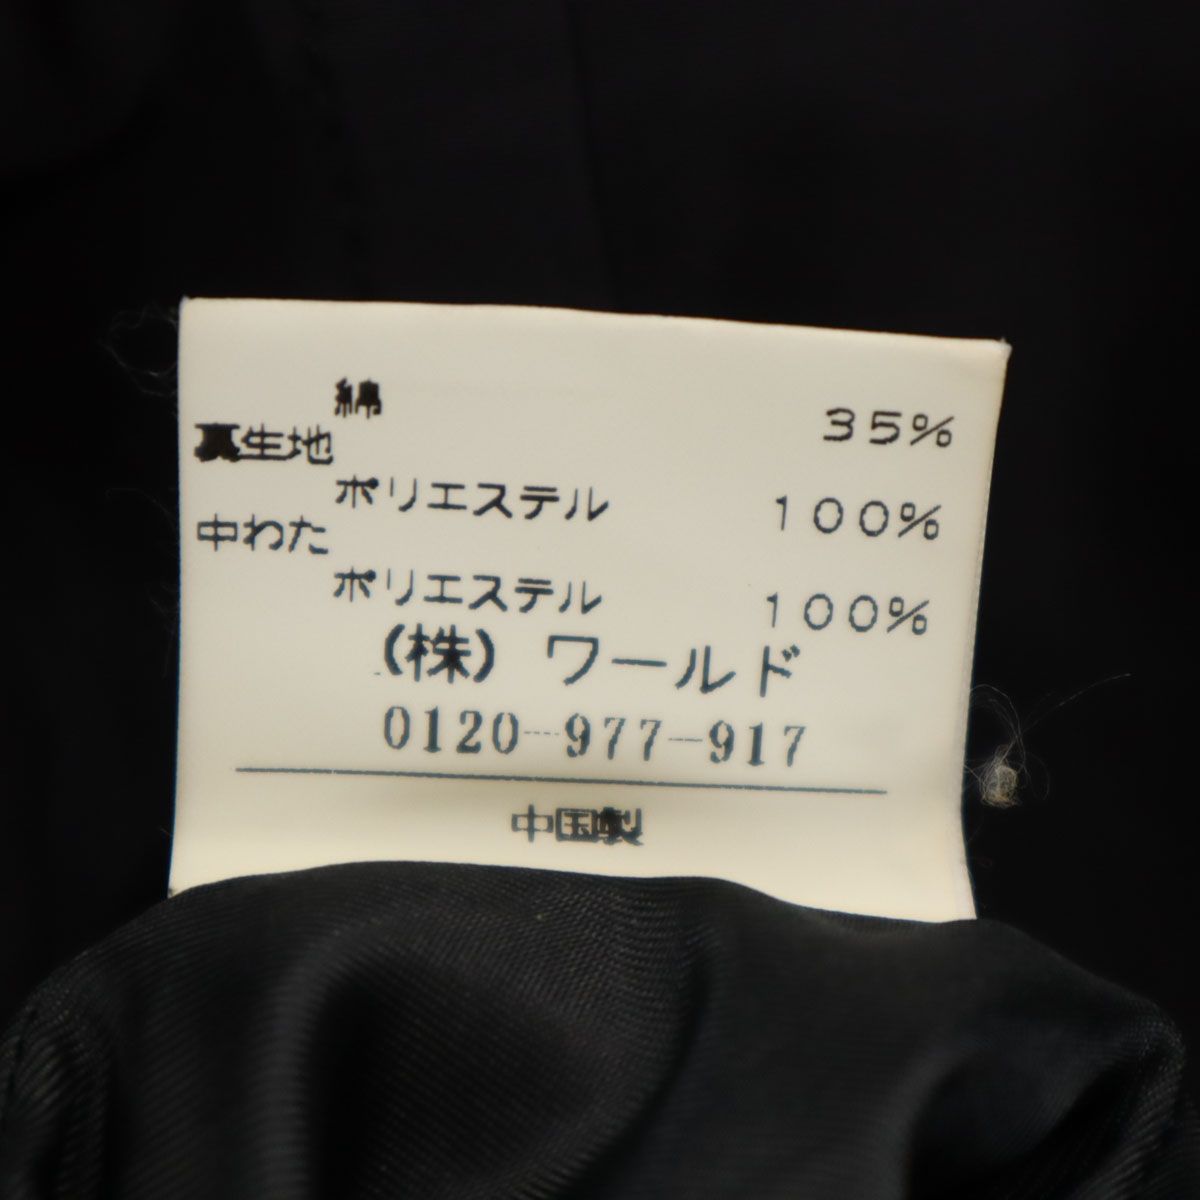 綿 35%
裏生地
ポリエステル 100%
中わた
ポリエステル 100%
(株) ワールド
0120-977-917
中国製